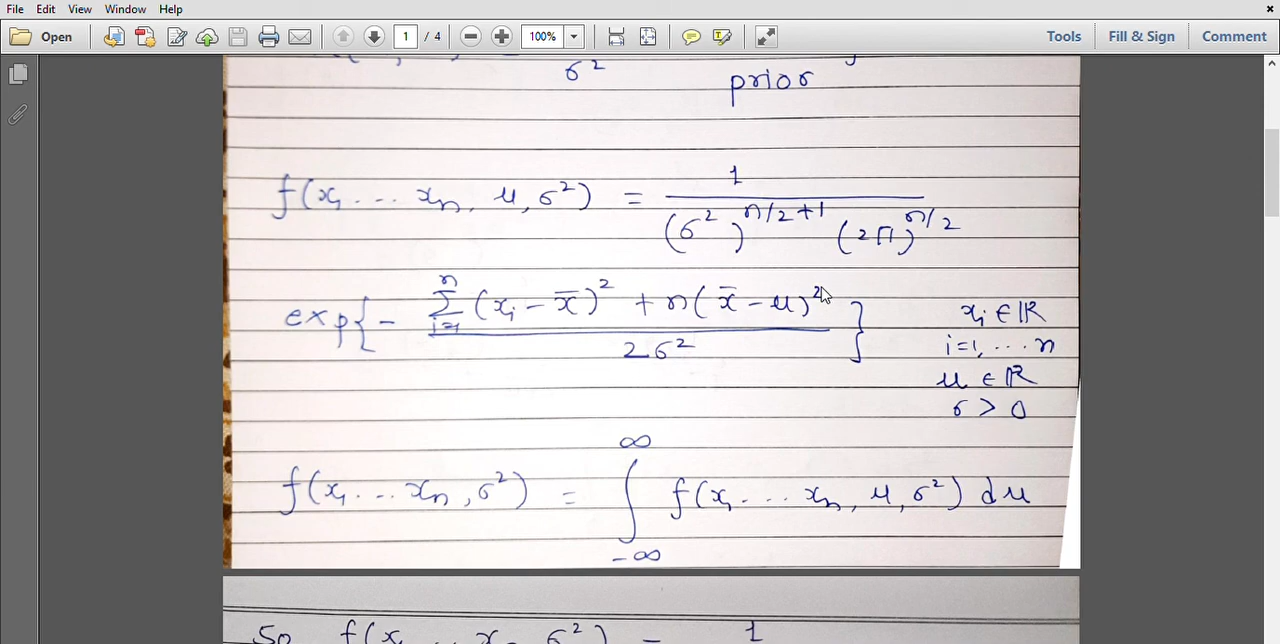 File Edit View Window Help
Open 1 / 4 100% Tools Fill & Sign Comment
σ²
prior
f(x₁ ... xₙ, μ, σ²) = 1 / (σ²)^(n/2+1) (2π)^(n/2)
exp{ - Σᵢ₌₁ⁿ (xᵢ - x̄)² + n(x̄ - μ)² / 2σ² }
xᵢ ∈ ℝ
i=1, ... n
μ ∈ ℝ
σ > 0
f(x₁ ... xₙ, σ²) = ∫_{-∞}^{∞} f(x₁ ... xₙ, μ, σ²) dμ
So f(x₁ ... xₙ, σ²) = 1